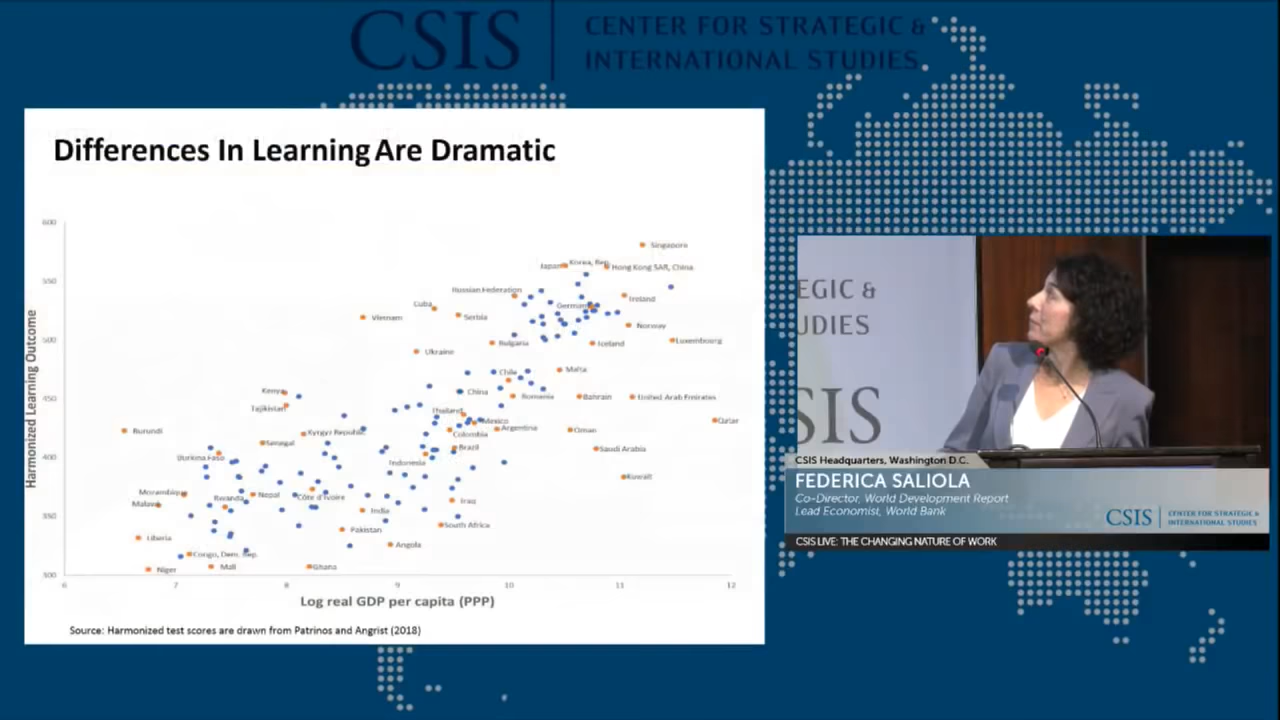 CSIS
CENTER FOR STRATEGIC &
INTERNATIONAL STUDIES
Differences In Learning Are Dramatic
Harmonized Learning Outcome
600
550
500
450
400
350
300
Singapore
Japan
Korea, Rep.
Hong Kong SAR, China
Russian Federation
Ireland
Cuba
Germany
Vietnam
Serbia
Norway
Bulgaria
Iceland
Luxembourg
Ukraine
Chile
Malta
Kenya
China
Romania
Bahrain
United Arab Emirates
Tajikistan
Thailand
Mexico
Qatar
Burundi
Kyrgyz Republic
Colombia
Argentina
Oman
Senegal
Brazil
Saudi Arabia
Burkina Faso
Indonesia
Kuwait
Morambique
Rwanda
Nepal
Côte d'Ivoire
Iraq
Malawi
India
Pakistan
South Africa
Liberia
Angola
Congo, Dem. Rep.
Niger
Mali
Ghana
6
7
8
9
10
11
12
Log real GDP per capita (PPP)
Source: Harmonized test scores are drawn from Patrinos and Angrist (2018)
EGIC &
UDIES
SIS
CSIS Headquarters, Washington D.C.
FEDERICA SALIOLA
Co-Director, World Development Report
Lead Economist, World Bank
CSIS
CENTER FOR STRATEGIC &
INTERNATIONAL STUDIES
CSIS LIVE: THE CHANGING NATURE OF WORK